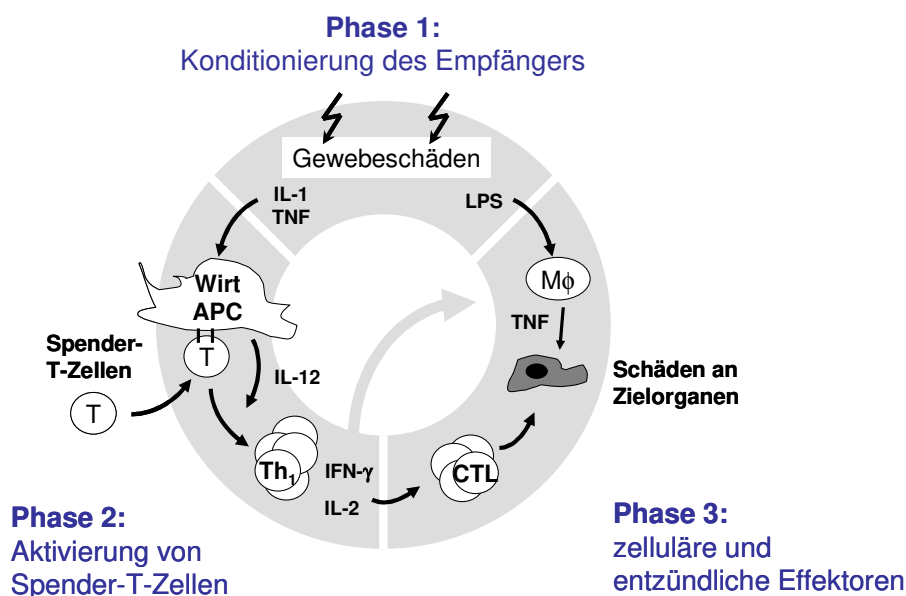 Phase 1:
Konditionierung des Empfängers
Gewebeschäden
IL-1
TNF
LPS
Wirt
APC
Mϕ
TNF
Spender-
T-Zellen
T
T
IL-12
Schäden an
Zielorganen
Th₁
IFN-γ
IL-2
CTL
Phase 2:
Aktivierung von
Spender-T-Zellen
Phase 3:
zelluläre und
entzündliche Effektoren